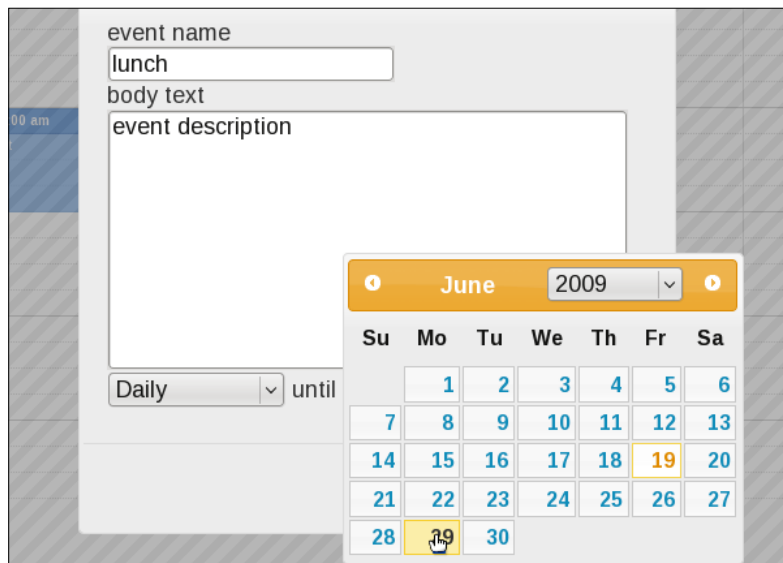 event name
lunch
body text
:00 am
event description
June 2009
Su Mo Tu We Th Fr Sa
1 2 3 4 5 6
7 8 9 10 11 12 13
14 15 16 17 18 19 20
21 22 23 24 25 26 27
28 29 30
Daily until